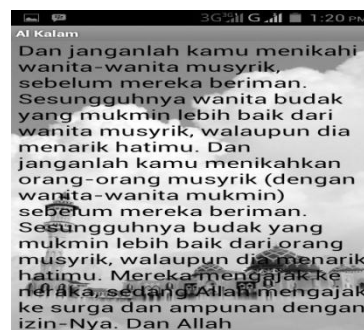 3G 3G G 1:20 PM
Al Kalam
Dan janganlah kamu menikahi
wanita-wanita musyrik,
sebelum mereka beriman.
Sesungguhnya wanita budak
yang mukmin lebih baik dari
wanita musyrik, walaupun dia
menarik hatimu. Dan
janganlah kamu menikahkan
orang-orang musyrik (dengan
wanita-wanita mukmin)
sebelum mereka beriman.
Sesungguhnya budak yang
mukmin lebih baik dari orang
musyrik, walaupun dia menarik
hatimu. Mereka mengajak ke
neraka, sedang Allah mengajak
ke surga dan ampunan dengan
izin-Nya. Dan Allah